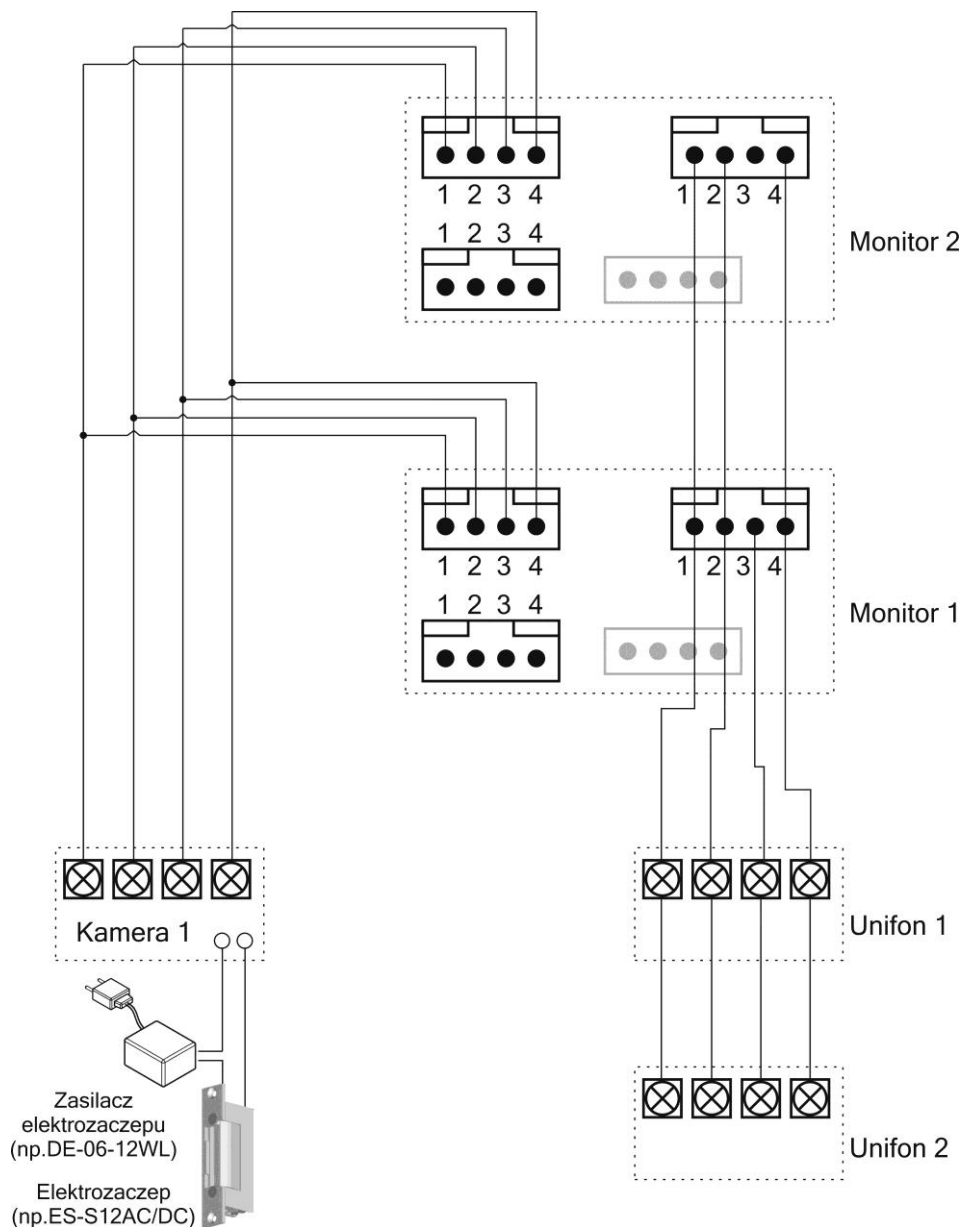 1 2 3 4
1 2 3 4
1 2 3 4
Monitor 2
1 2 3 4
1 2 3 4
1 2 3 4
Monitor 1
Kamera 1
Unifon 1
Zasilacz
elektrozaczepu
(np.DE-06-12WL)
Unifon 2
Elektrozaczep
(np.ES-S12AC/DC)